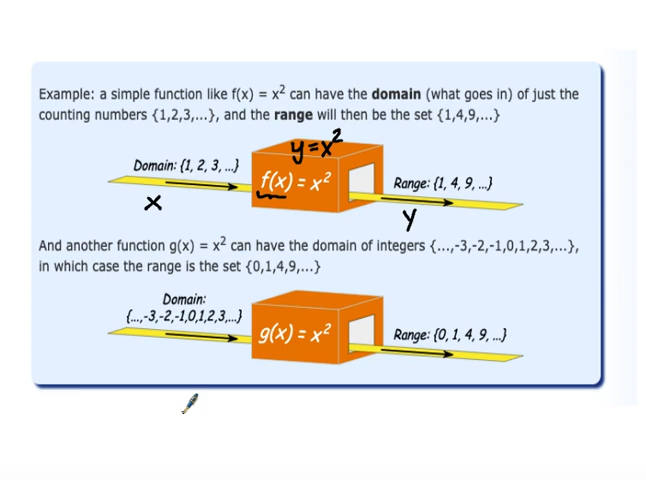 Example: a simple function like f(x) = x² can have the domain (what goes in) of just the
counting numbers {1,2,3,...}, and the range will then be the set {1,4,9,...}
y=x²
Domain: {1, 2, 3, ...}
f(x) = x²
Range: {1, 4, 9, ...}
x
y
And another function g(x) = x² can have the domain of integers {...,-3,-2,-1,0,1,2,3,...},
in which case the range is the set {0,1,4,9,...}
Domain:
{...,-3,-2,-1,0,1,2,3,...}
g(x) = x²
Range: {0, 1, 4, 9, ...}